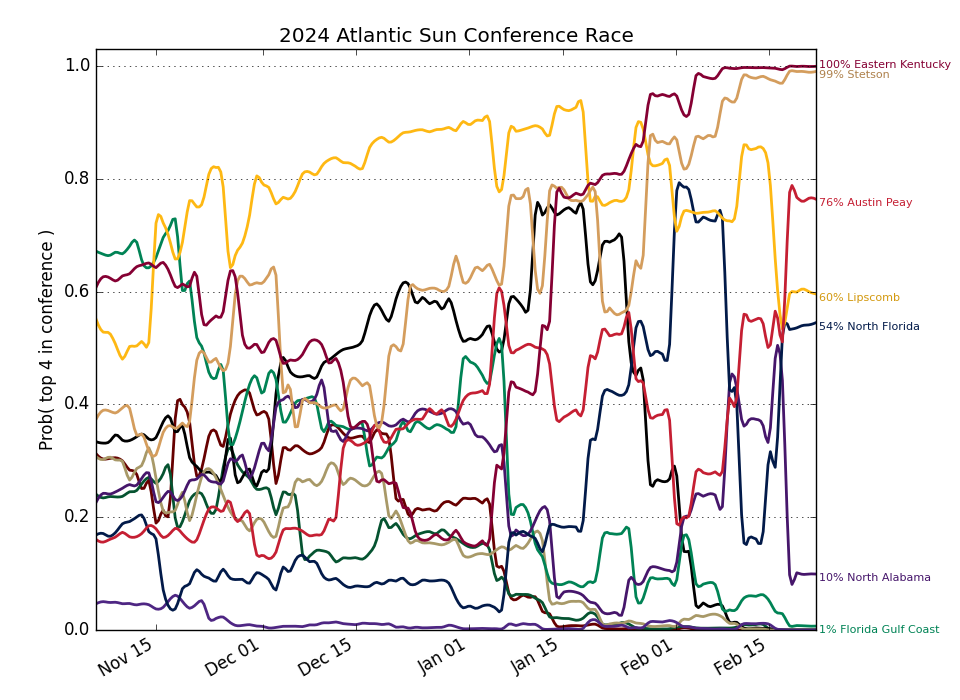 2024 Atlantic Sun Conference Race
Prob( top 4 in conference )
1.0
0.8
0.6
0.4
0.2
0.0
Nov 15
Dec 01
Dec 15
Jan 01
Jan 15
Feb 01
Feb 15
100% Eastern Kentucky
99% Stetson
76% Austin Peay
60% Lipscomb
54% North Florida
10% North Alabama
1% Florida Gulf Coast